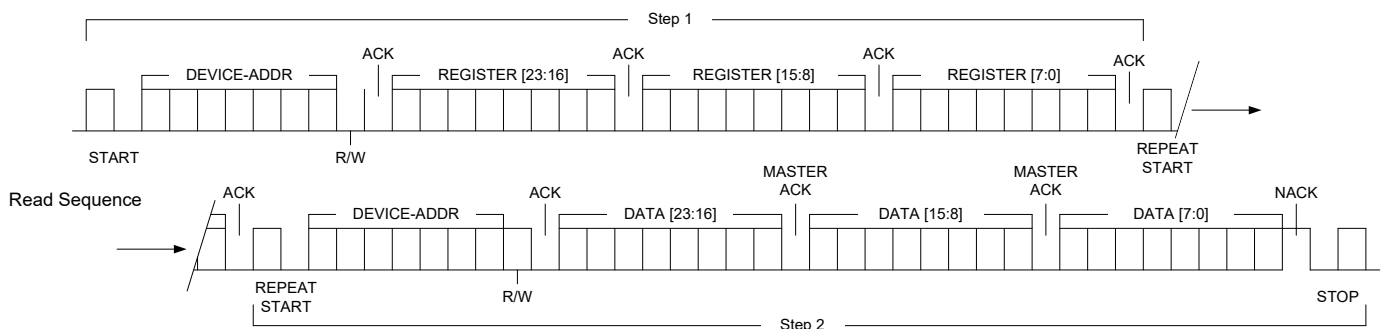 Step 1
ACK ACK ACK ACK
DEVICE-ADDR REGISTER [23:16] REGISTER [15:8] REGISTER [7:0]
START R/W REPEAT
START
Read Sequence
ACK ACK MASTER
ACK MASTER
ACK NACK
DEVICE-ADDR DATA [23:16] DATA [15:8] DATA [7:0]
REPEAT
START R/W STOP
Step 2